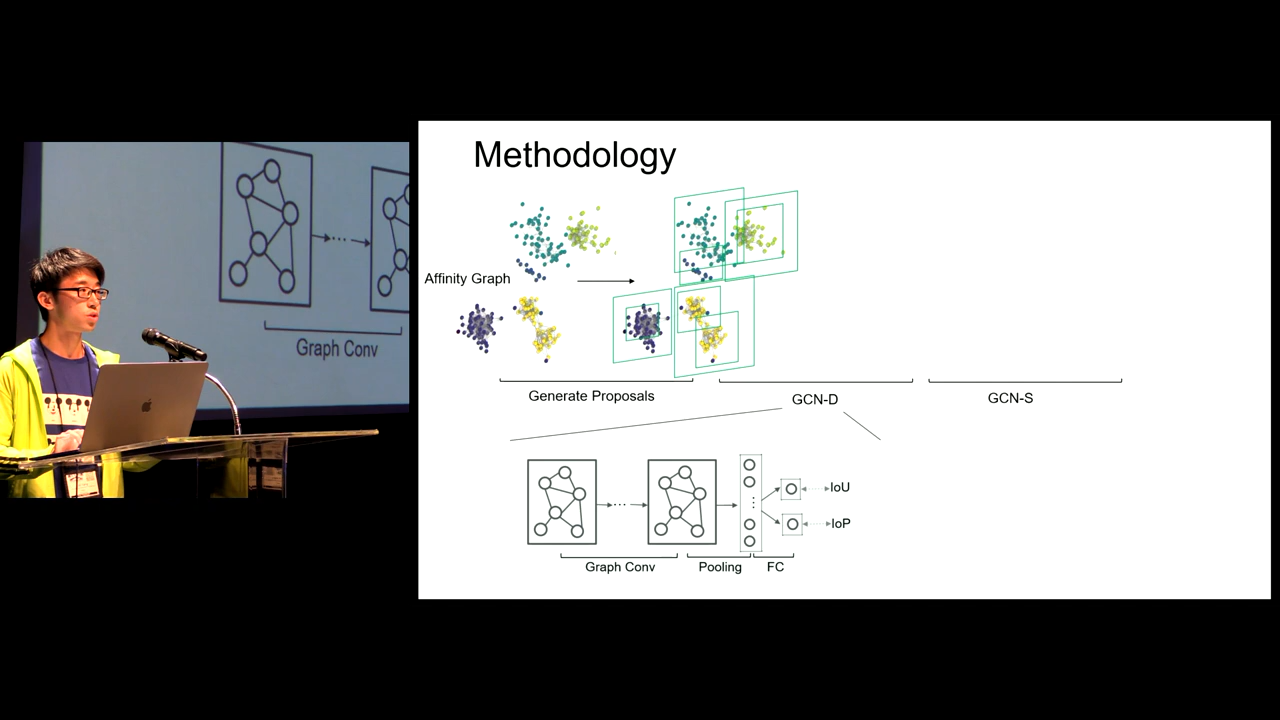 Methodology
Affinity Graph
Generate Proposals
GCN-D
GCN-S
IoU
IoP
Graph Conv
Pooling
FC
Graph Conv